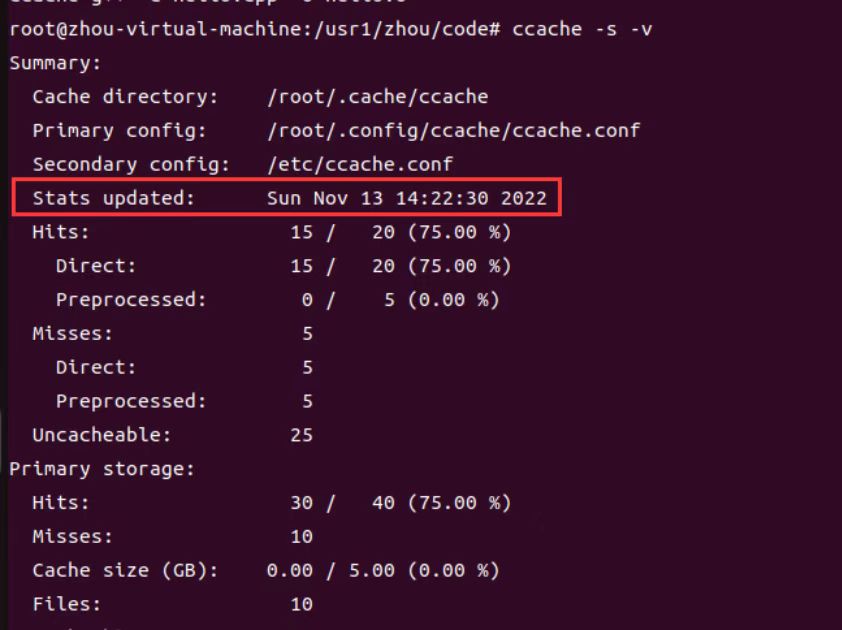 root@zhou-virtual-machine:/usr1/zhou/code# ccache -s -v
Summary:
  Cache directory:    /root/.cache/ccache
  Primary config:     /root/.config/ccache/ccache.conf
  Secondary config:   /etc/ccache.conf
  Stats updated:      Sun Nov 13 14:22:30 2022
  Hits:                 15 /   20 (75.00 %)
    Direct:             15 /   20 (75.00 %)
    Preprocessed:        0 /    5 (0.00 %)
  Misses:                5
    Direct:              5
    Preprocessed:        5
  Uncacheable:          25
Primary storage:
  Hits:                 30 /   40 (75.00 %)
  Misses:               10
  Cache size (GB):    0.00 / 5.00 (0.00 %)
  Files:                10